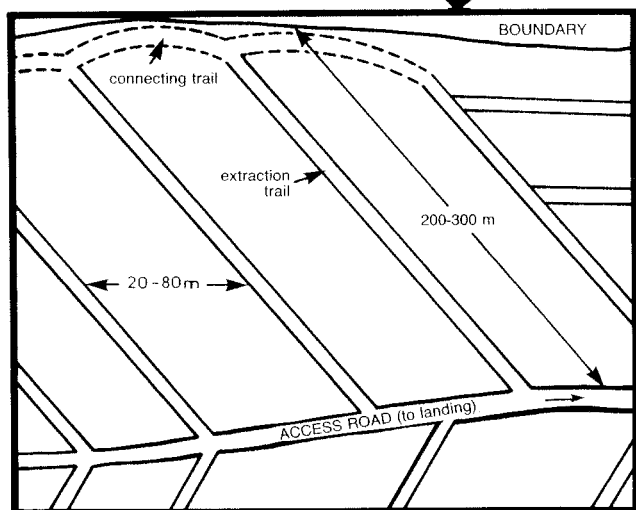 BOUNDARY
connecting trail
extraction
trail
200-300 m
20-80m
ACCESS ROAD (to landing)